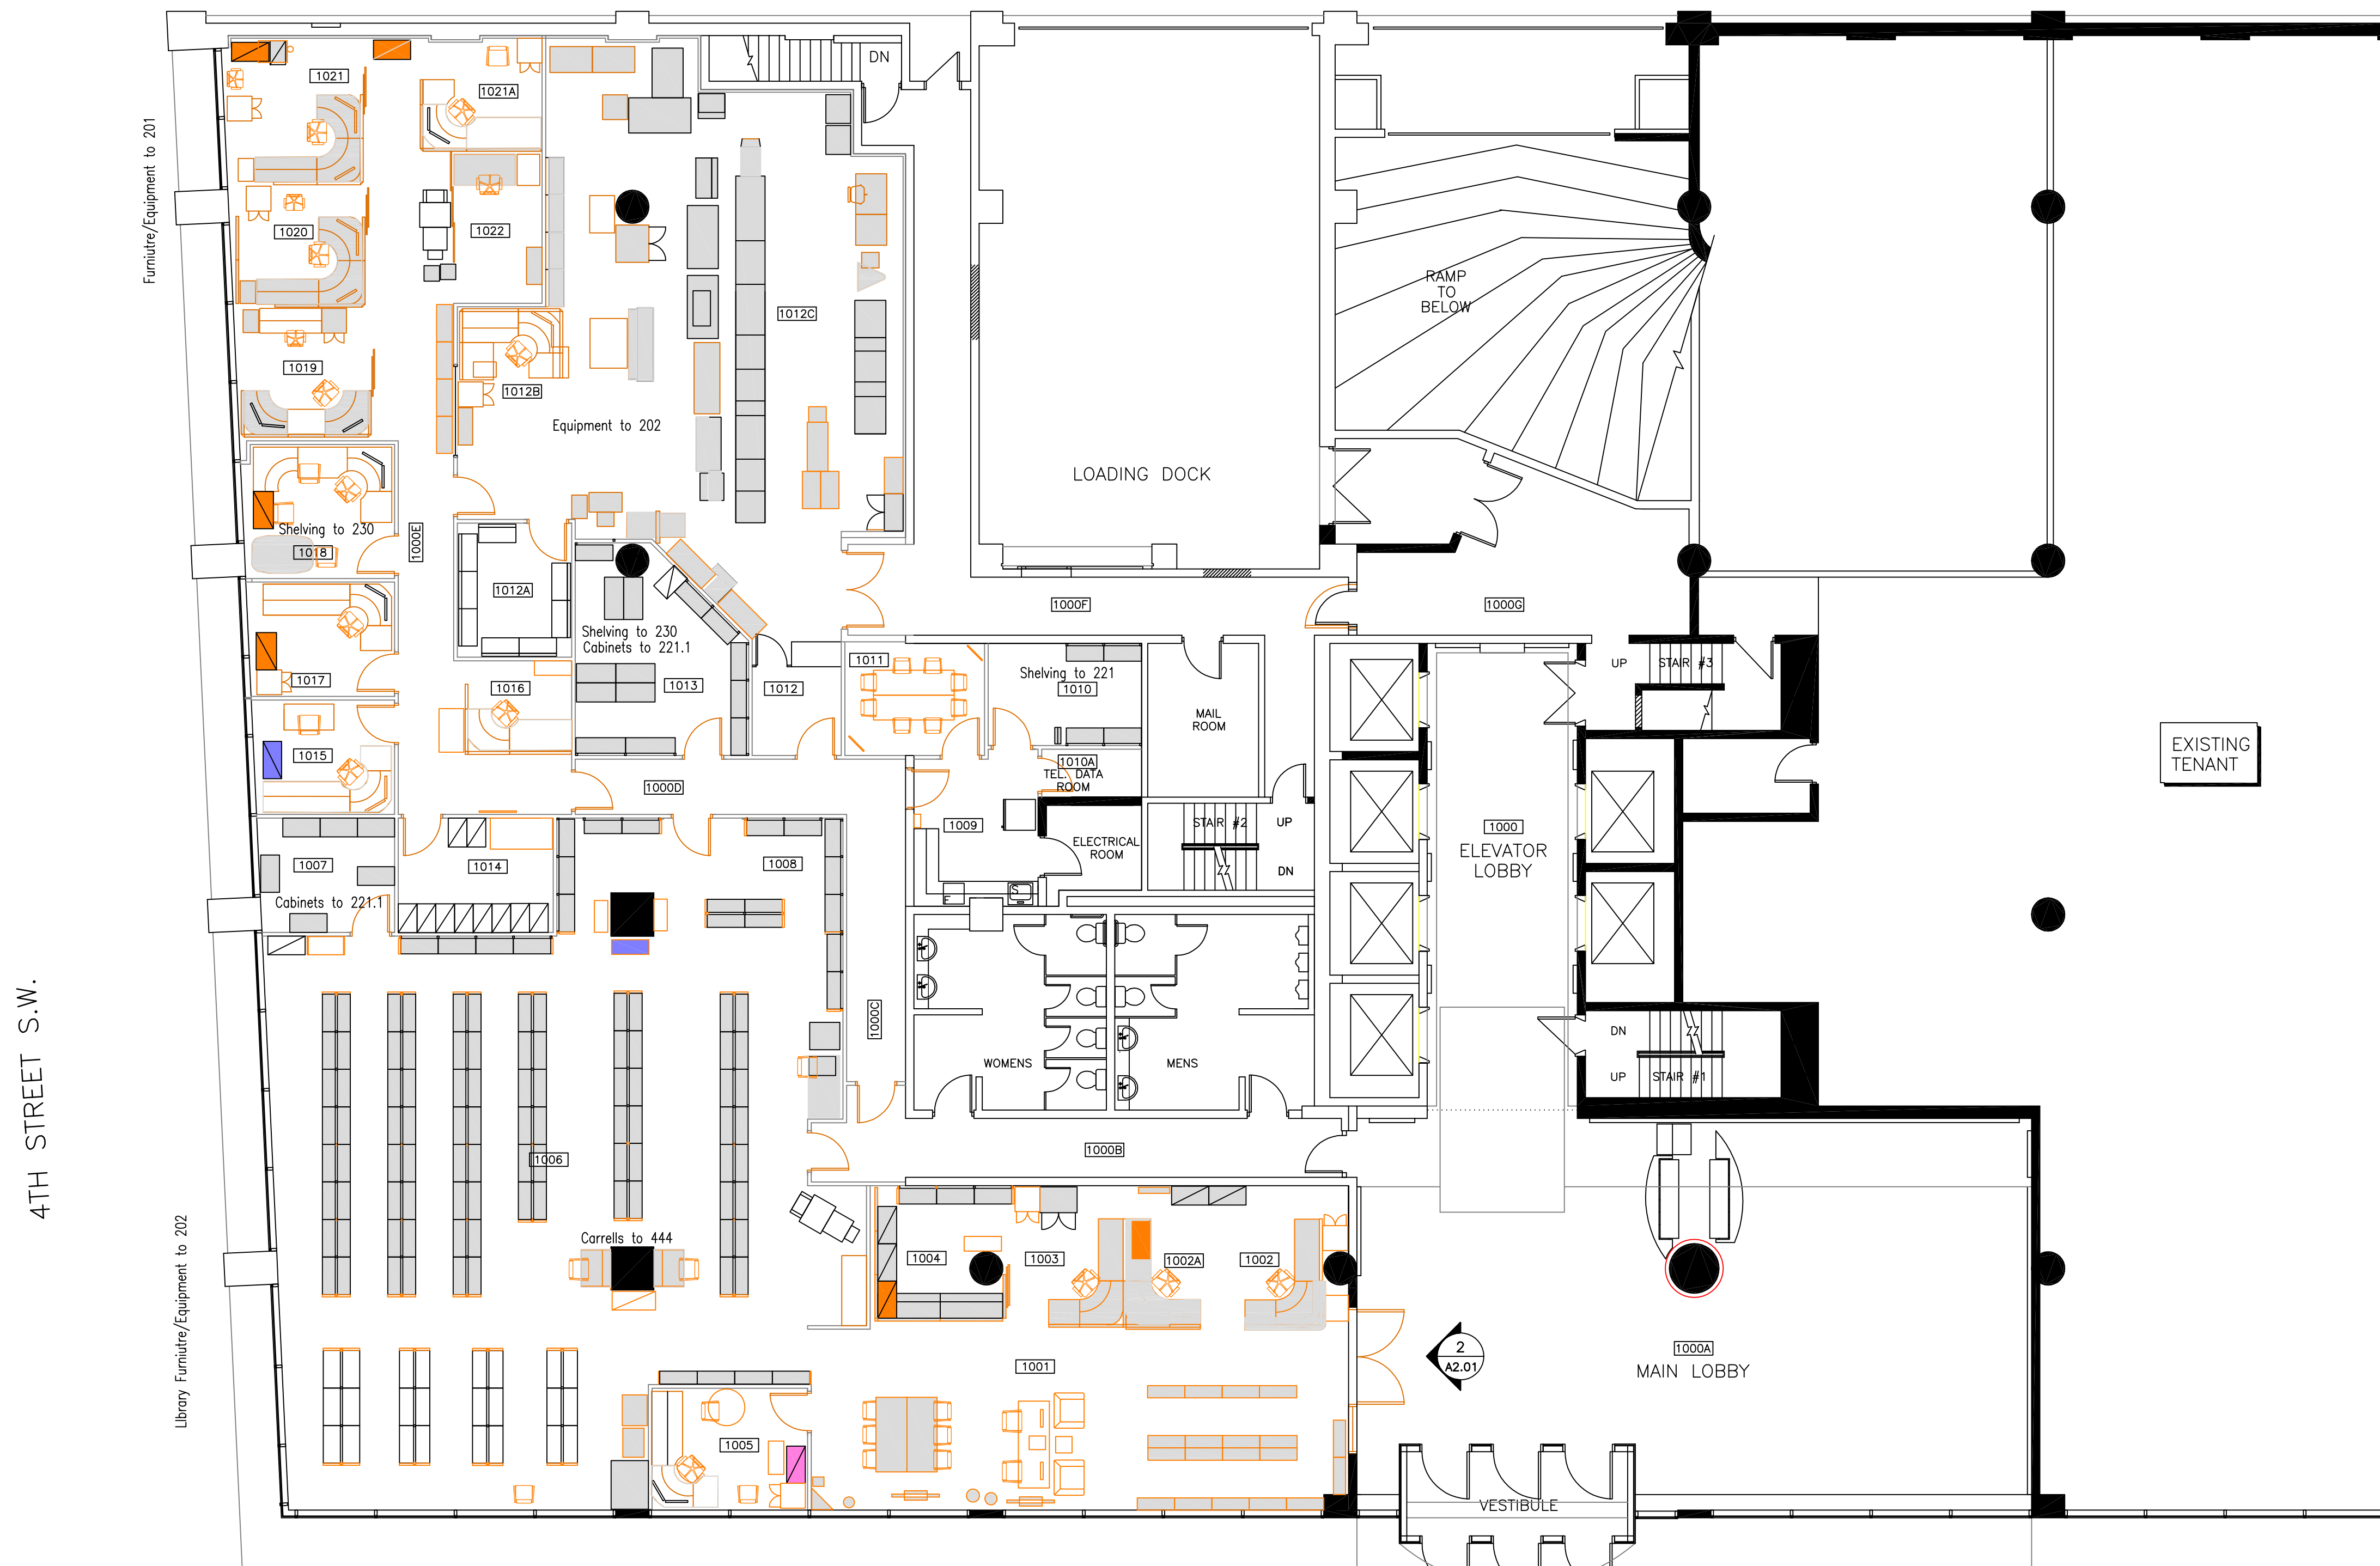 DN
1021
1021A
Furniutre/Equipment to 201
1020
1022
RAMP
TO
BELOW
1012C
1019
1012B
Equipment to 202
LOADING DOCK
Shelving to 230
1018
1000E
1012A
1000F
1000G
Shelving to 230
Cabinets to 221.1
1011
Shelving to 221
1010
UP
STAIR #3
1017
1016
1013
1012
MAIL
ROOM
1015
1010A
TEL. DATA
ROOM
EXISTING
TENANT
1000D
1009
STAIR #2
UP
1000
ELEVATOR
LOBBY
1007
1014
1008
ELECTRICAL
ROOM
DN
F
S
Cabinets to 221.1
4TH STREET S.W.
1000C
WOMENS
MENS
DN
UP
STAIR #1
1006
1000B
Carrells to 444
Library Furniutre/Equipment to 202
1004
1003
1002A
1002
2
A2.01
1001
1000A
MAIN LOBBY
1005
VESTIBULE